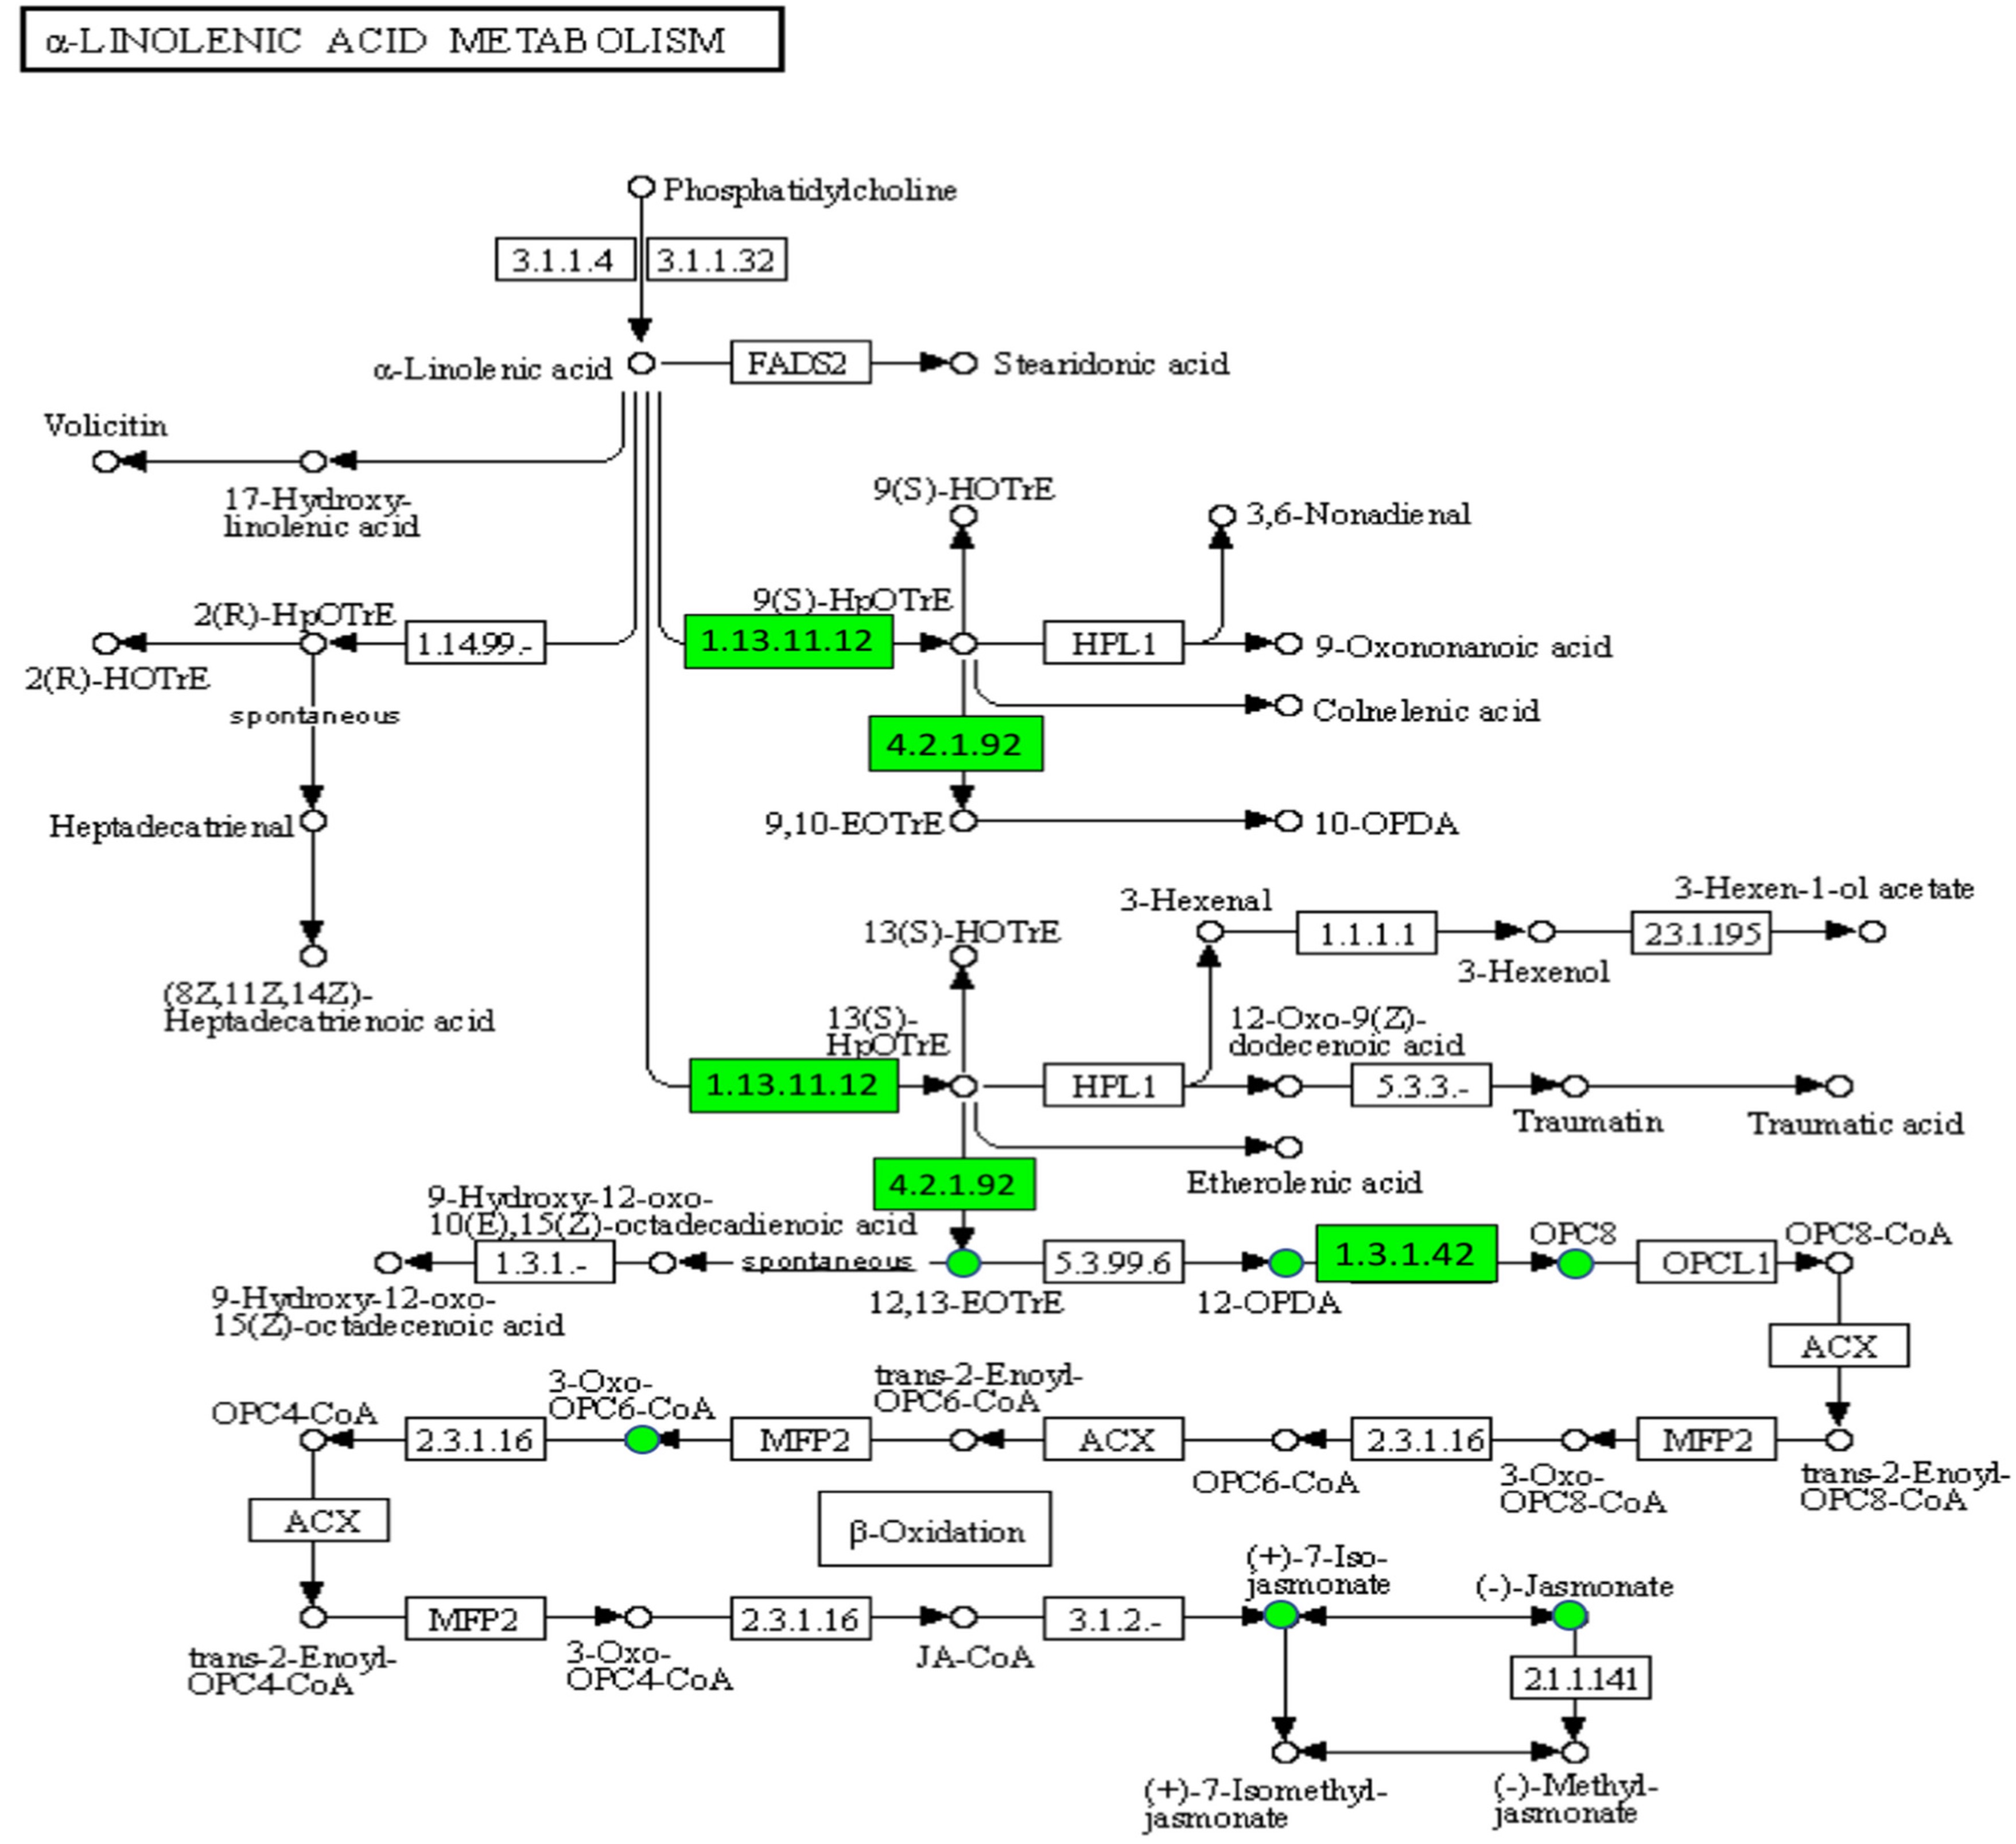 α-LINOLENIC ACID METABOLISM
Phosphatidylcholine
3.1.1.4
3.1.1.32
α-Linolenic acid
FADS2
Stearidonic acid
Volicitin
17-Hydroxy-
linolenic acid
9(S)-HOTrE
3,6-Nonadienal
2(R)-HpOTrE
1.14.99.-
2(R)-HOTrE
9(S)-HpOTrE
1.13.11.12
HPL1
9-Oxononanoic acid
Colnelenic acid
spontaneous
4.2.1.92
Heptadecatrienal
9,10-EOTrE
10-OPDA
(8Z,11Z,14Z)-
Heptadecatrienoic acid
3-Hexenal
1.1.1.1
3-Hexenol
3-Hexen-1-ol acetate
2.3.1.195
13(S)-HOTrE
13(S)-
HpOTrE
12-Oxo-9(Z)-
dodecenoic acid
1.13.11.12
HPL1
5.3.3.-
Traumatin
Traumatic acid
Etherolenic acid
4.2.1.92
9-Hydroxy-12-oxo-
10(E),15(Z)-octadecadienoic acid
1.3.1.-
spontaneous
9-Hydroxy-12-oxo-
15(Z)-octadecenoic acid
12,13-EOTrE
5.3.99.6
12-OPDA
1.3.1.42
OPC8
OPCL1
OPC8-CoA
ACX
OPC4-CoA
2.3.1.16
3-Oxo-
OPC6-CoA
MFP2
trans-2-Enoyl-
OPC6-CoA
ACX
OPC6-CoA
2.3.1.16
3-Oxo-
OPC8-CoA
MFP2
trans-2-Enoyl-
OPC8-CoA
ACX
β-Oxidation
trans-2-Enoyl-
OPC4-CoA
MFP2
3-Oxo-
OPC4-CoA
2.3.1.16
JA-CoA
3.1.2.-
(+)-7-Iso-
jasmonate
(-)-Jasmonate
2.1.1.141
(+)-7-Isomethyl-
jasmonate
(-)-Methyl-
jasmonate